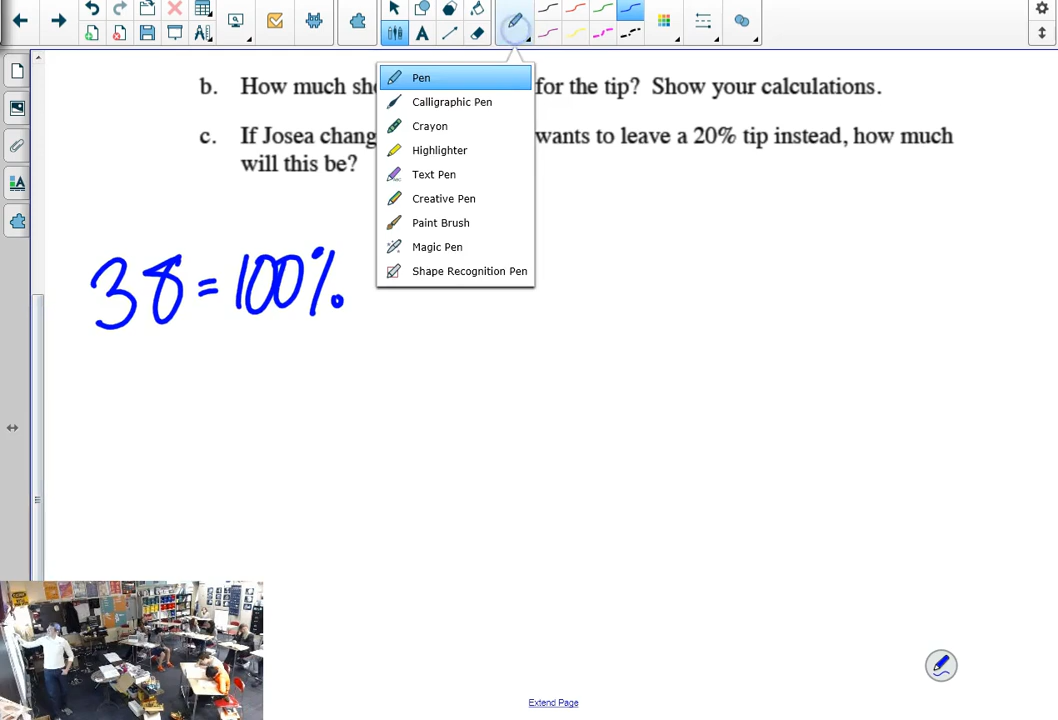 Pen
b. How much sh for the tip? Show your calculations.
Calligraphic Pen
Crayon
c. If Josea chang wants to leave a 20% tip instead, how much
Highlighter
will this be?
Text Pen
Creative Pen
Paint Brush
Magic Pen
Shape Recognition Pen
38 = 100%
Extend Page